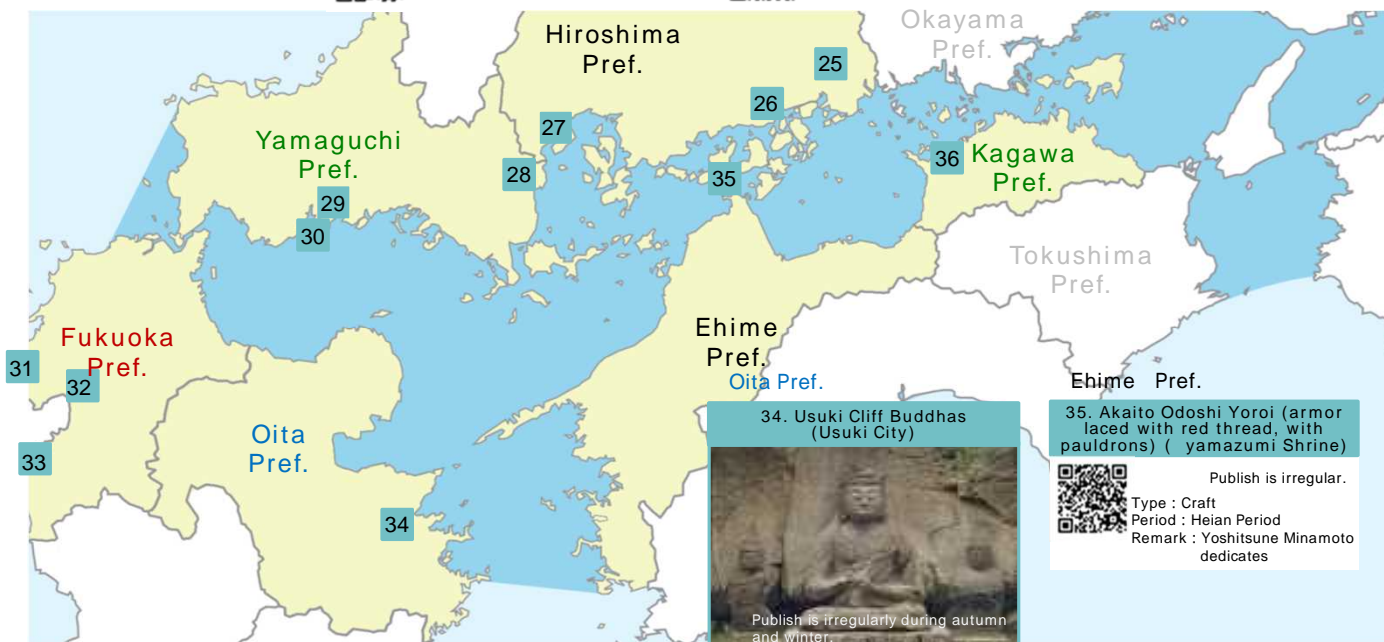 Okayama
Pref.
Hiroshima
Pref.
25
26
27
Yamaguchi
Pref.
28
35
36
Kagawa
Pref.
29
30
Tokushima
Pref.
Fukuoka
Pref.
31
32
33
Ehime
Pref.
Oita
Pref.
34
Oita Pref.
34. Usuki Cliff Buddhas
(Usuki City)
Publish is irregularly during autumn
and winter.
Ehime Pref.
35. Akaito Odoshi Yoroi (armor
laced with red thread, with
pauldrons) ( yamazumi Shrine)
Publish is irregular.
Type : Craft
Period : Heian Period
Remark : Yoshitsune Minamoto
dedicates